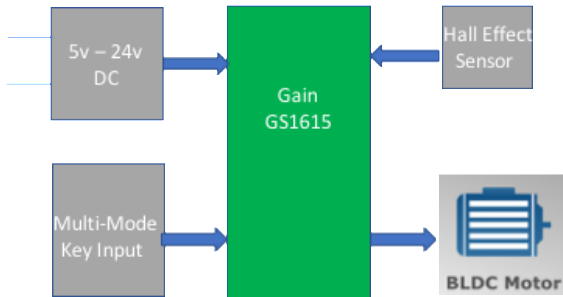 5v – 24v
DC
Hall Effect
Sensor
Gain
GS1615
Multi-Mode
Key Input
BLDC Motor